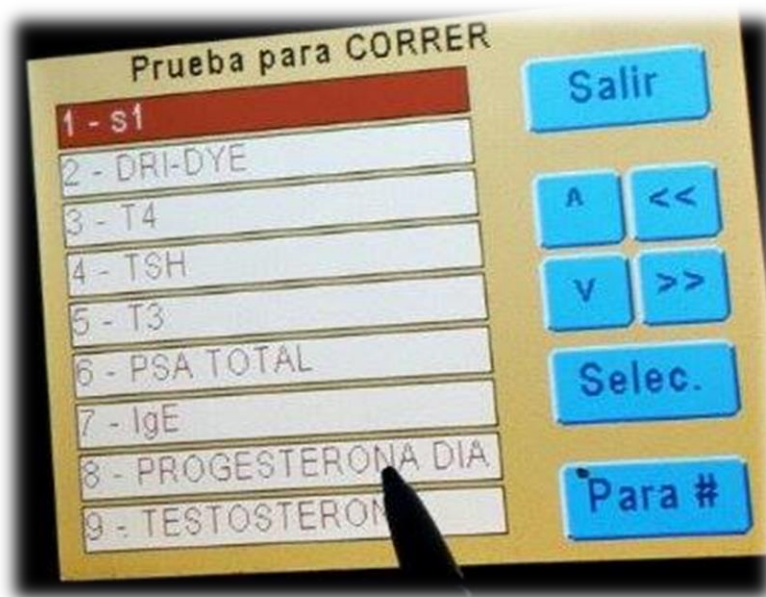 Prueba para CORRER
1 - s1
2 - DRI-DYE
3 - T4
4 - TSH
5 - T3
6 - PSA TOTAL
7 - IgE
8 - PROGESTERONA DIA
9 - TESTOSTERON
Salir
^ <<
v >>
Selec.
Para #